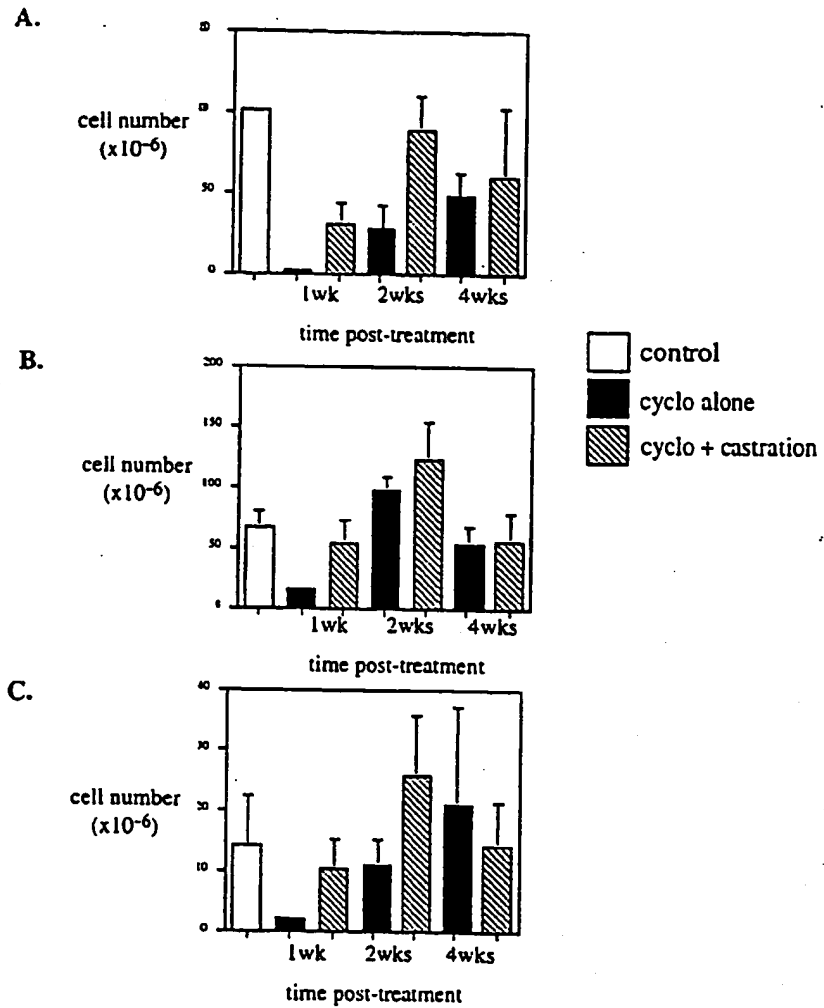 A.
cell number
(x10⁻⁶)
50
0
1wk 2wks 4wks
time post-treatment
B.
200
150
cell number
(x10⁻⁶)
100
50
1wk 2wks 4wks
time post-treatment
control
cyclo alone
cyclo + castration
C.
40
30
cell number
(x10⁻⁶)
20
10
0
1wk 2wks 4wks
time post-treatment